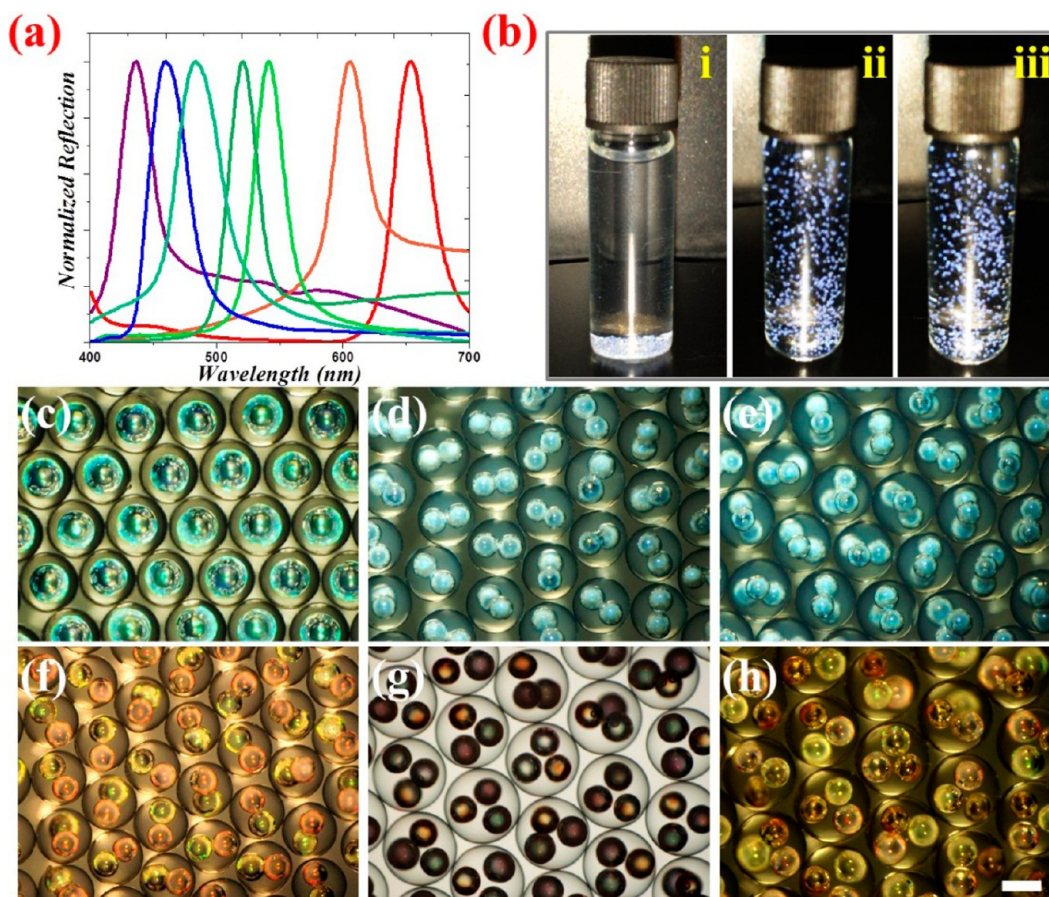 (a)
Normalized Reflection
400
500
600
700
Wavelength (nm)
(b)
i
ii
iii
(c)
(d)
(e)
(f)
(g)
(h)